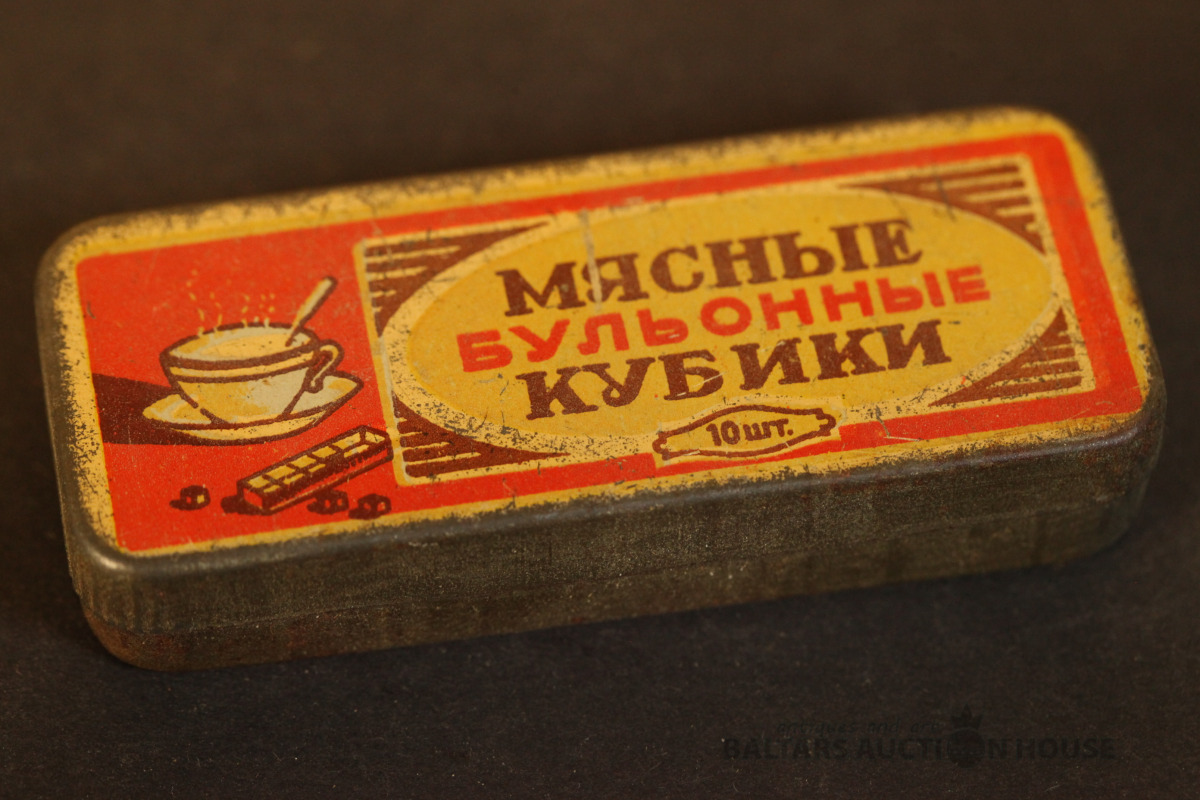 МЯСНЫЕ
БУЛЬОННЫЕ
КУБИКИ
10 шт.
BALTARS AUCTION HOUSE